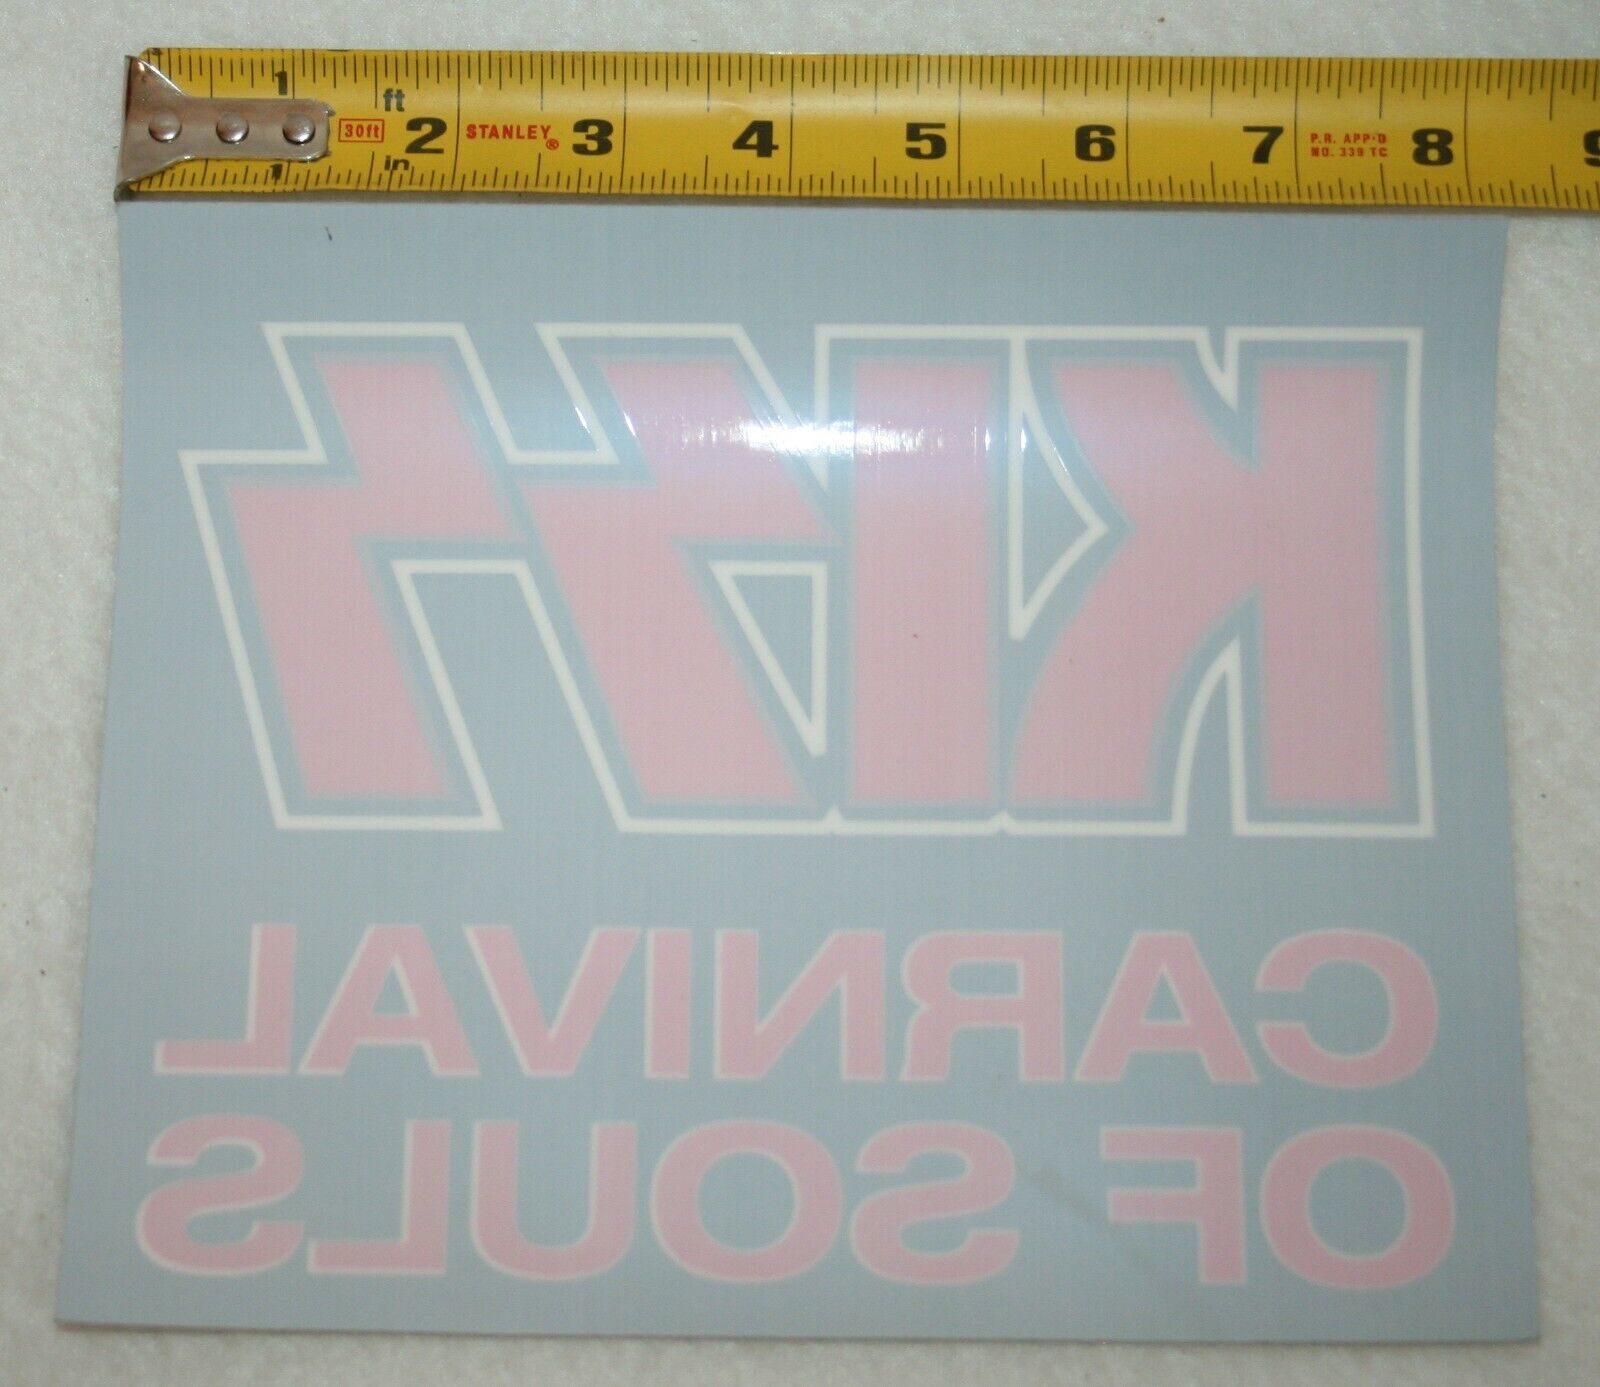 1 ft
30ft 2 STANLEY® 3 4 5 6 7 P.R. APP'D NO. 339 TC 8 9
1 in
KISS
CARNIVAL
OF SOULS